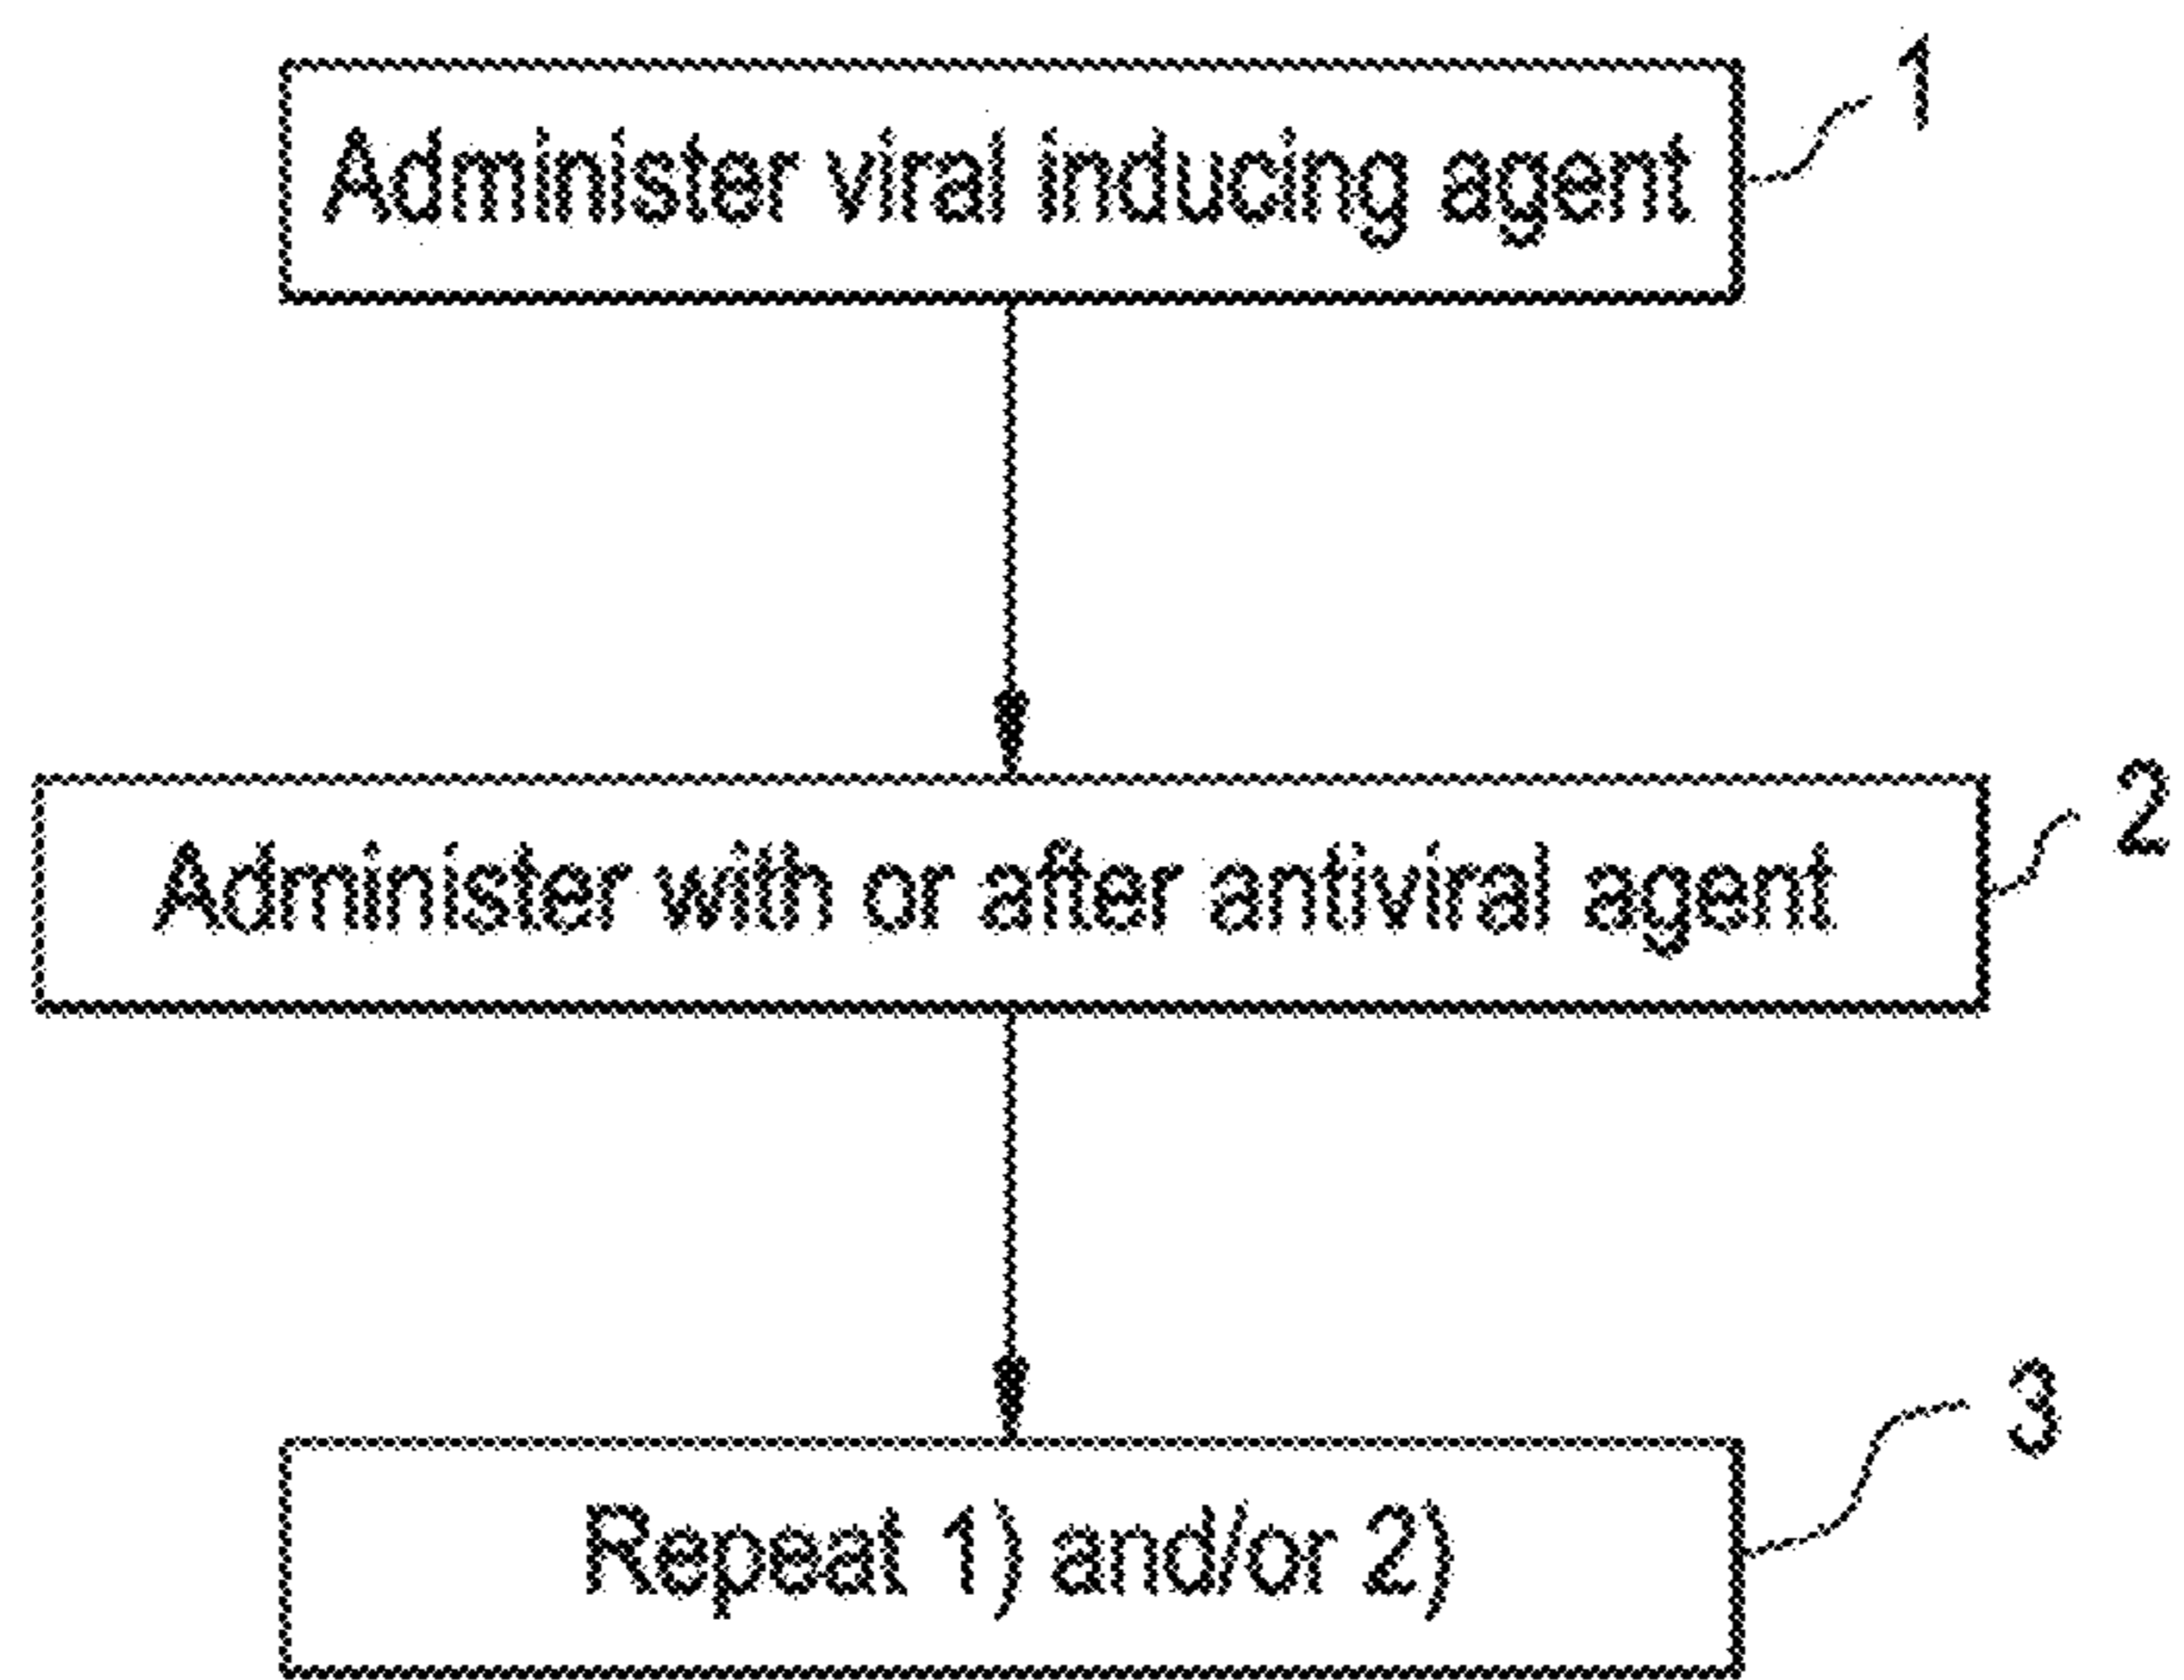 Administer viral inducing agent
1
Administer with or after antiviral agent
2
Repeat 1) and/or 2)
3